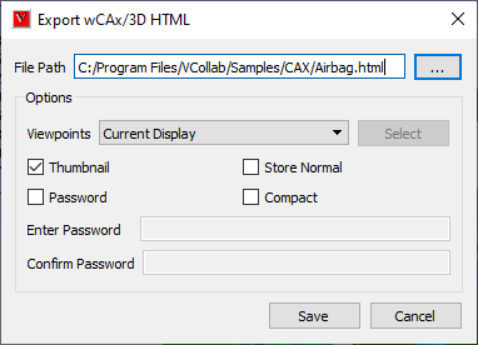 V Export wCAx/3D HTML
File Path C:/Program Files/VCollab/Samples/CAX/Airbag.html ...
Options
Viewpoints Current Display Select
Thumbnail Store Normal
Password Compact
Enter Password
Confirm Password
Save Cancel